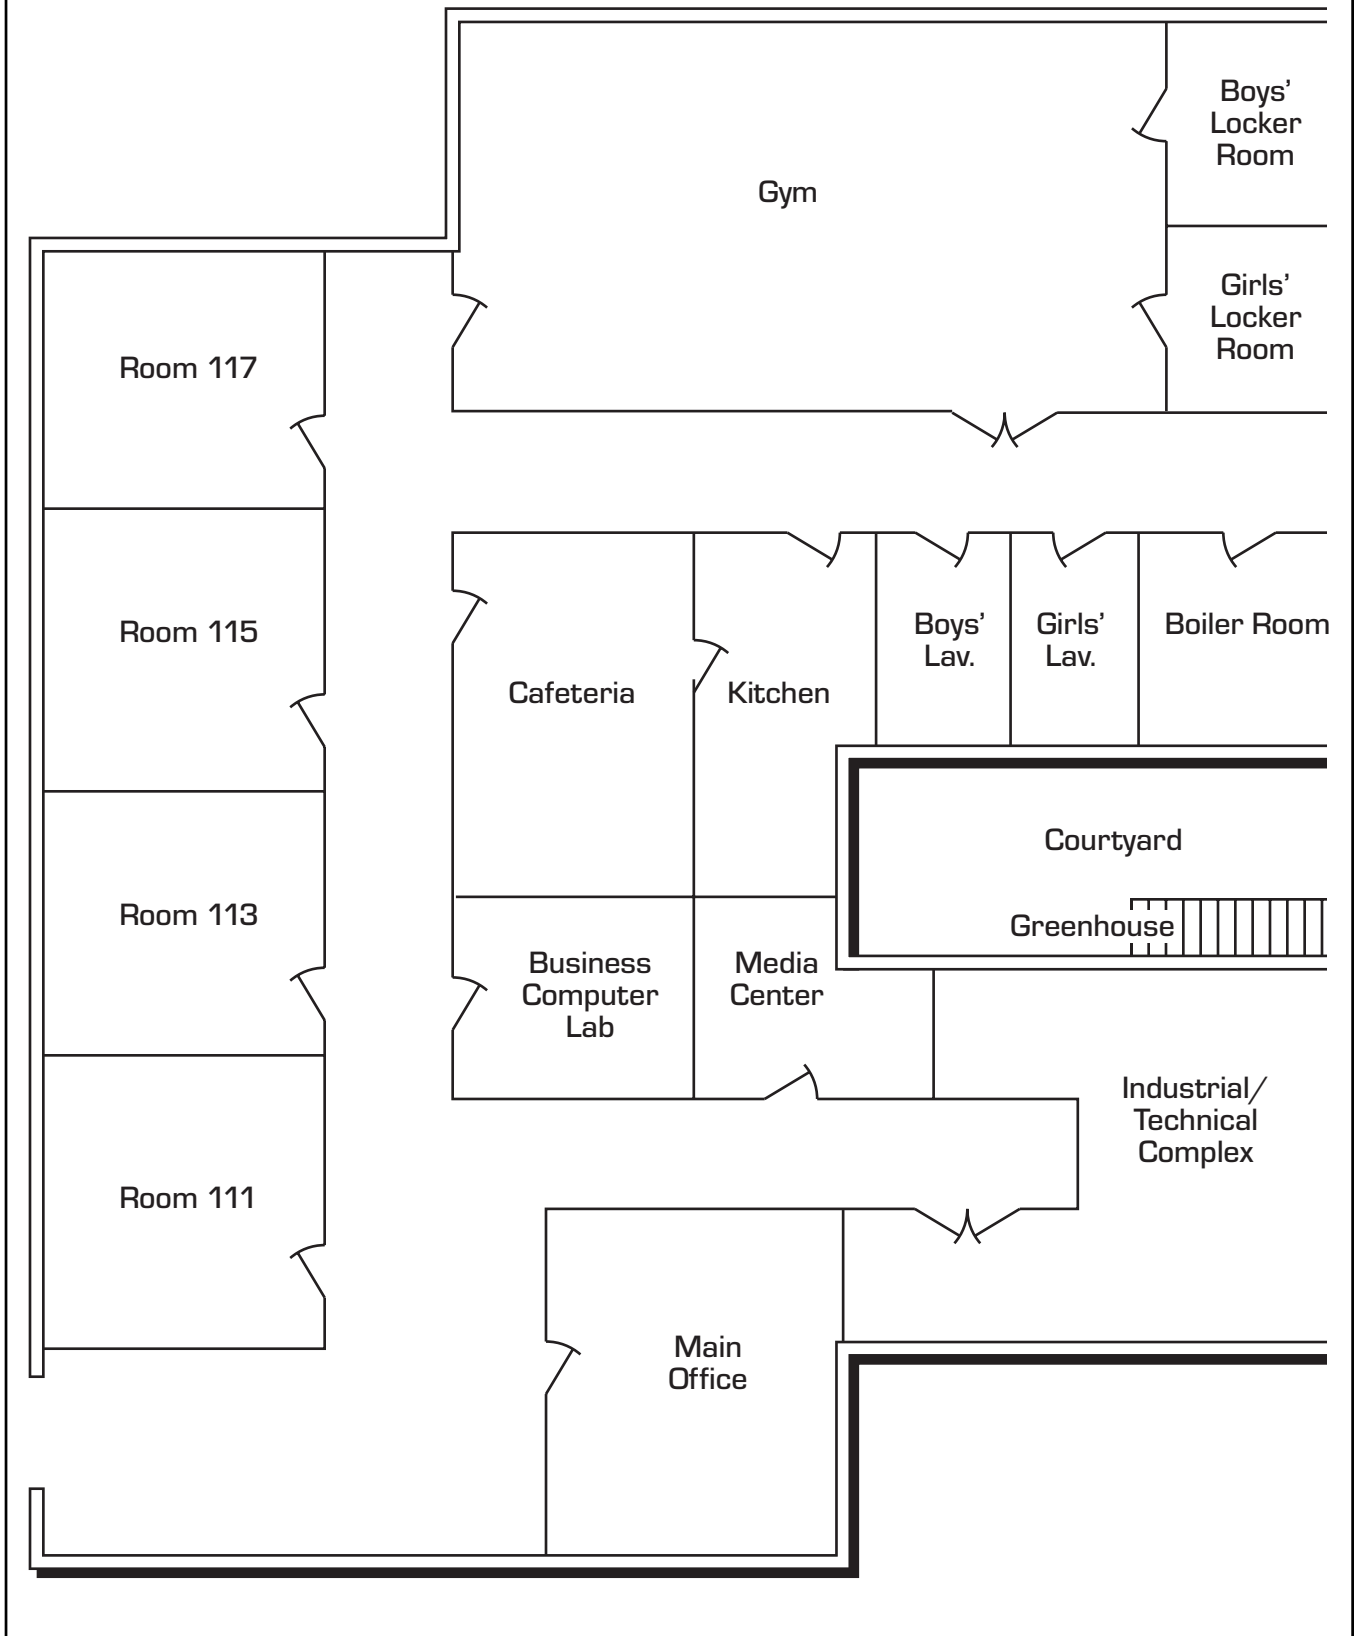 Boys’
Locker
Room
Gym
Girls’
Locker
Room
Room 117
Room 115
Boys’
Lav.
Girls’
Lav.
Boiler Room
Cafeteria
Kitchen
Courtyard
Room 113
Greenhouse
Business
Computer
Lab
Media
Center
Industrial/
Technical
Complex
Room 111
Main
Office